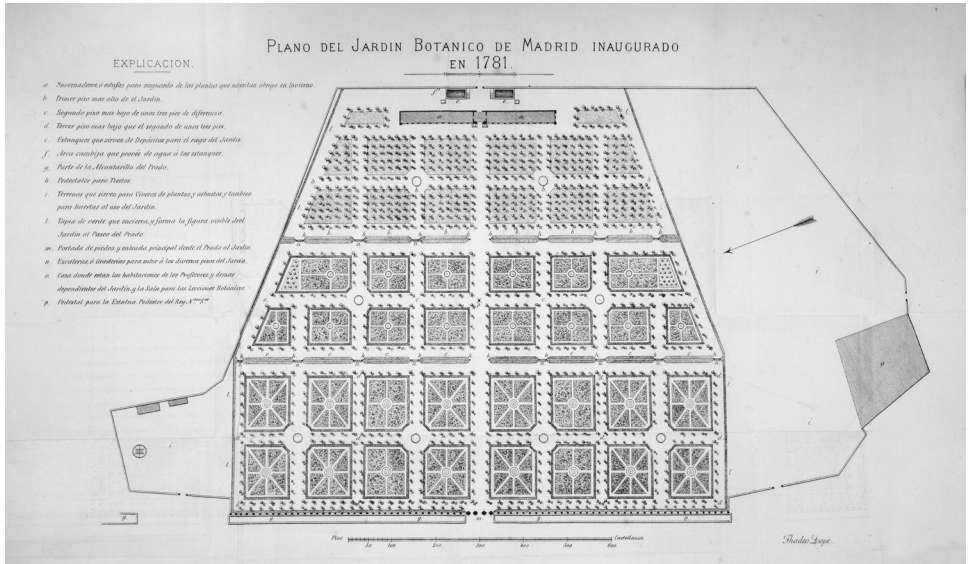 PLANO DEL JARDIN BOTANICO DE MADRID INAUGURADO
EN 1781.
EXPLICACION.
a Invernaderos, ó estufas para resguardo de las plantas que necesitan abrigo en Invierno.
b. Primer piso mas alto de el Jardin.
c. Segundo piso mas baxo de unos tres pies de diferencia.
d. Tercer piso mas baxo que el segundo de unos tres pies.
e. Estanques que sirven de Depósitos para el riego del Jardin.
f. Arca cambija que provée de agua á los estanques.
g. Parte de la Alcantarilla del Prado.
h Pedestales para Tiestos.
i. Terrenos que sirven para Viveros de plantas, y arbustos, y tambien
para huertas al uso del Jardin.
l. Tapia de verde que encierra, y forma la figura visible del
Jardin al Paseo del Prado.
m. Portada de piedra y entrada principal desde el Prado al Jardin.
n. Escaleras, ó Graderias para subir á los diversos pisos del Jardin.
o. Casa donde estan las habitaciones de los Profesores y demas
dependientes del Jardin, y la Sala para las Lecciones Botánicas.
p. Pedestal para la Estatua Pedestre del Rey N.
Pies
50 100 200 300 400 500 600
Castellanos
Thadeo Lope.